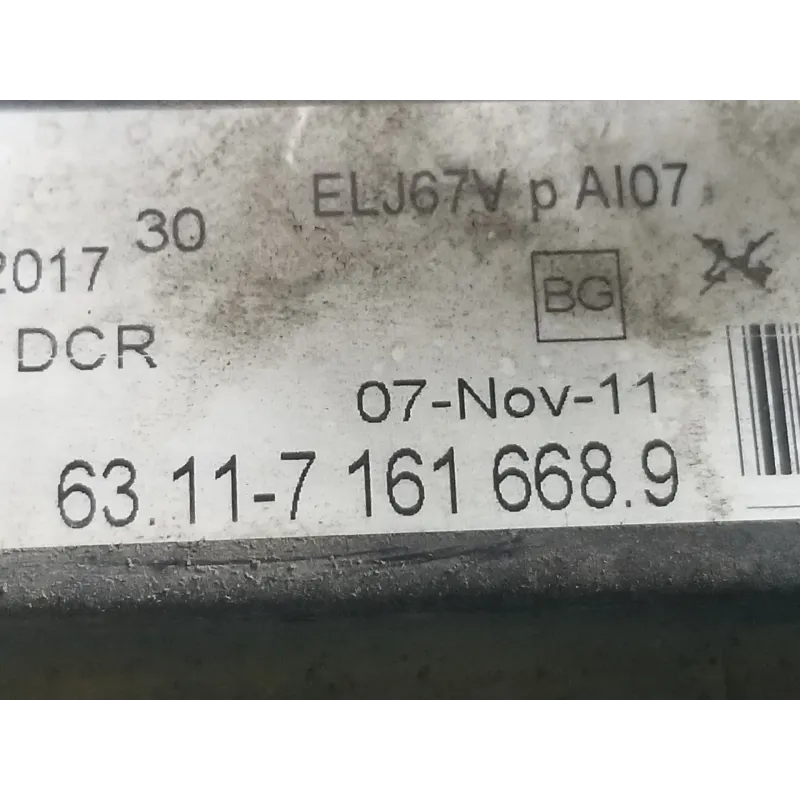 ELJ67V p AI07
30
2017
BG
DCR
07-Nov-11
63.11-7 161 668.9